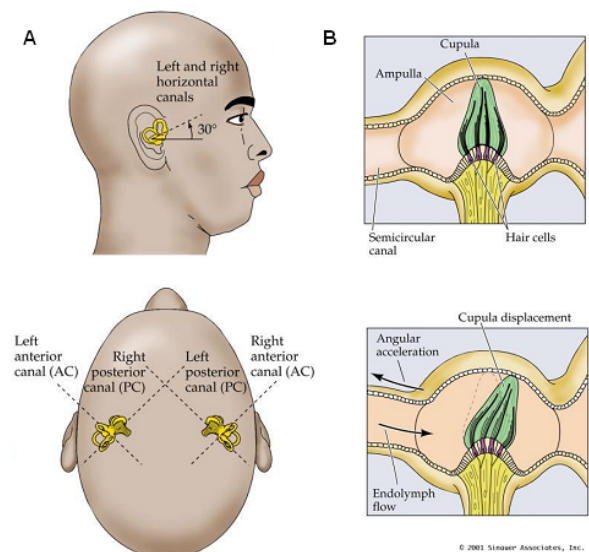 A
Left and right
horizontal
canals
30°
Left
anterior
canal (AC)
Right
posterior
canal (PC)
Left
posterior
canal (PC)
Right
anterior
canal (AC)
B
Cupula
Ampulla
Semicircular
canal
Hair cells
Cupula displacement
Angular
acceleration
Endolymph
flow
© 2001 Sinauer Associates, Inc.